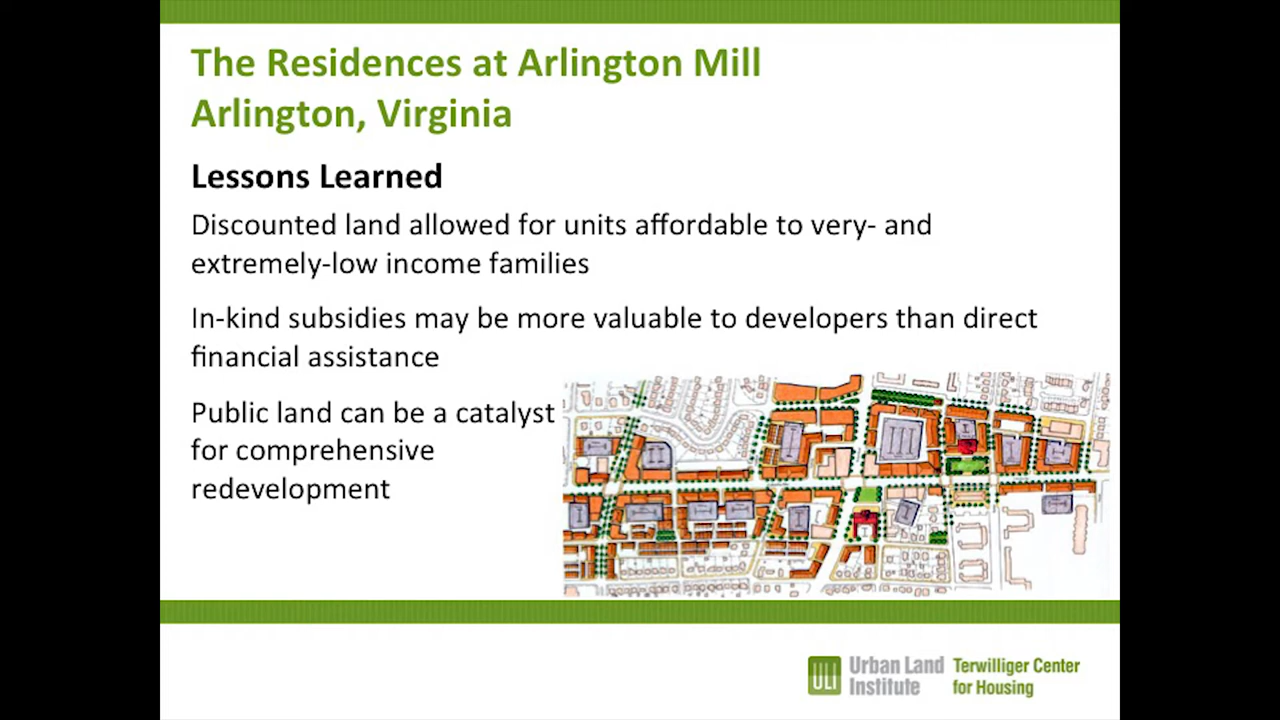 The Residences at Arlington Mill
Arlington, Virginia
Lessons Learned
Discounted land allowed for units affordable to very- and
extremely-low income families
In-kind subsidies may be more valuable to developers than direct
financial assistance
Public land can be a catalyst
for comprehensive
redevelopment
ULI
Urban Land
Institute
Terwilliger Center
for Housing